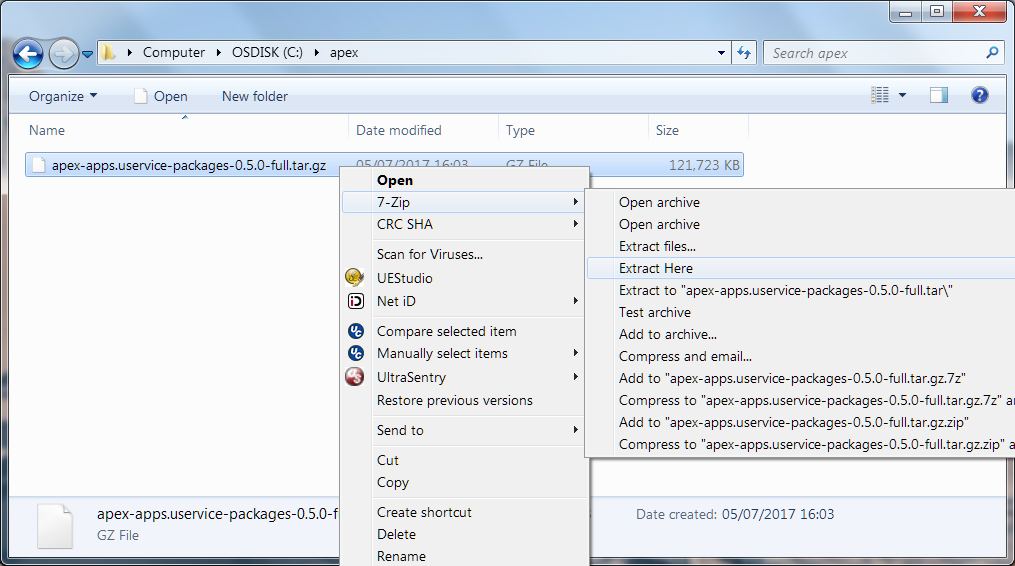 Computer OSDISK (C:) apex
Search apex
Organize Open New folder
Name Date modified Type Size
apex-apps.uservice-packages-0.5.0-full.tar.gz 05/07/2017 16:03 GZ File 121,723 KB
Open
7-Zip
CRC SHA
Scan for Viruses...
UEStudio
Net iD
Compare selected item
Manually select items
UltraSentry
Restore previous versions
Send to
Cut
Copy
Create shortcut
Delete
Rename
Open archive
Open archive
Extract files...
Extract Here
Extract to "apex-apps.uservice-packages-0.5.0-full.tar\"
Test archive
Add to archive...
Compress and email...
Add to "apex-apps.uservice-packages-0.5.0-full.tar.gz.7z"
Compress to "apex-apps.uservice-packages-0.5.0-full.tar.gz.7z" a
Add to "apex-apps.uservice-packages-0.5.0-full.tar.gz.zip"
Compress to "apex-apps.uservice-packages-0.5.0-full.tar.gz.zip" a
apex-apps.uservice-packages-0.5.0-f Date created: 05/07/2017 16:03
GZ File